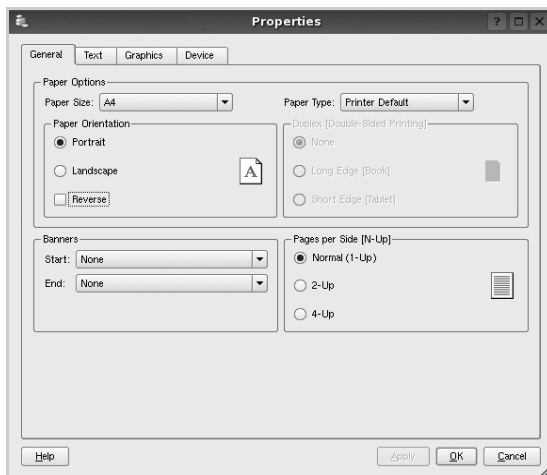 Properties
General Text Graphics Device
Paper Options
Paper Size: A4 Paper Type: Printer Default
Paper Orientation
Portrait
Landscape
Reverse
A
Duplex [Double-Sided Printing]
None
Long Edge [Book]
Short Edge [Tablet]
Banners
Start: None
End: None
Pages per Side [N-Up]
Normal (1-Up)
2-Up
4-Up
Help Apply OK Cancel